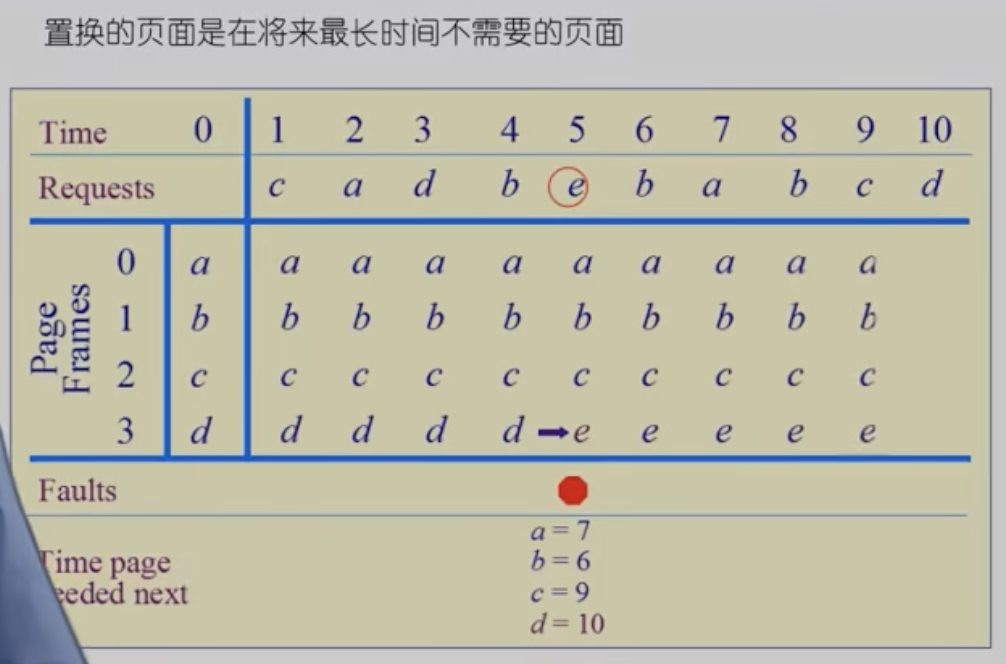 置换的页面是在将来最长时间不需要的页面
Time 0 1 2 3 4 5 6 7 8 9 10
Requests c a d b e b a b c d
Page Frames
0 a a a a a a a a a a
1 b b b b b b b b b b
2 c c c c c c c c c c
3 d d d d d → e e e e e
Faults
a = 7
Time page b = 6
needed next c = 9
d = 10